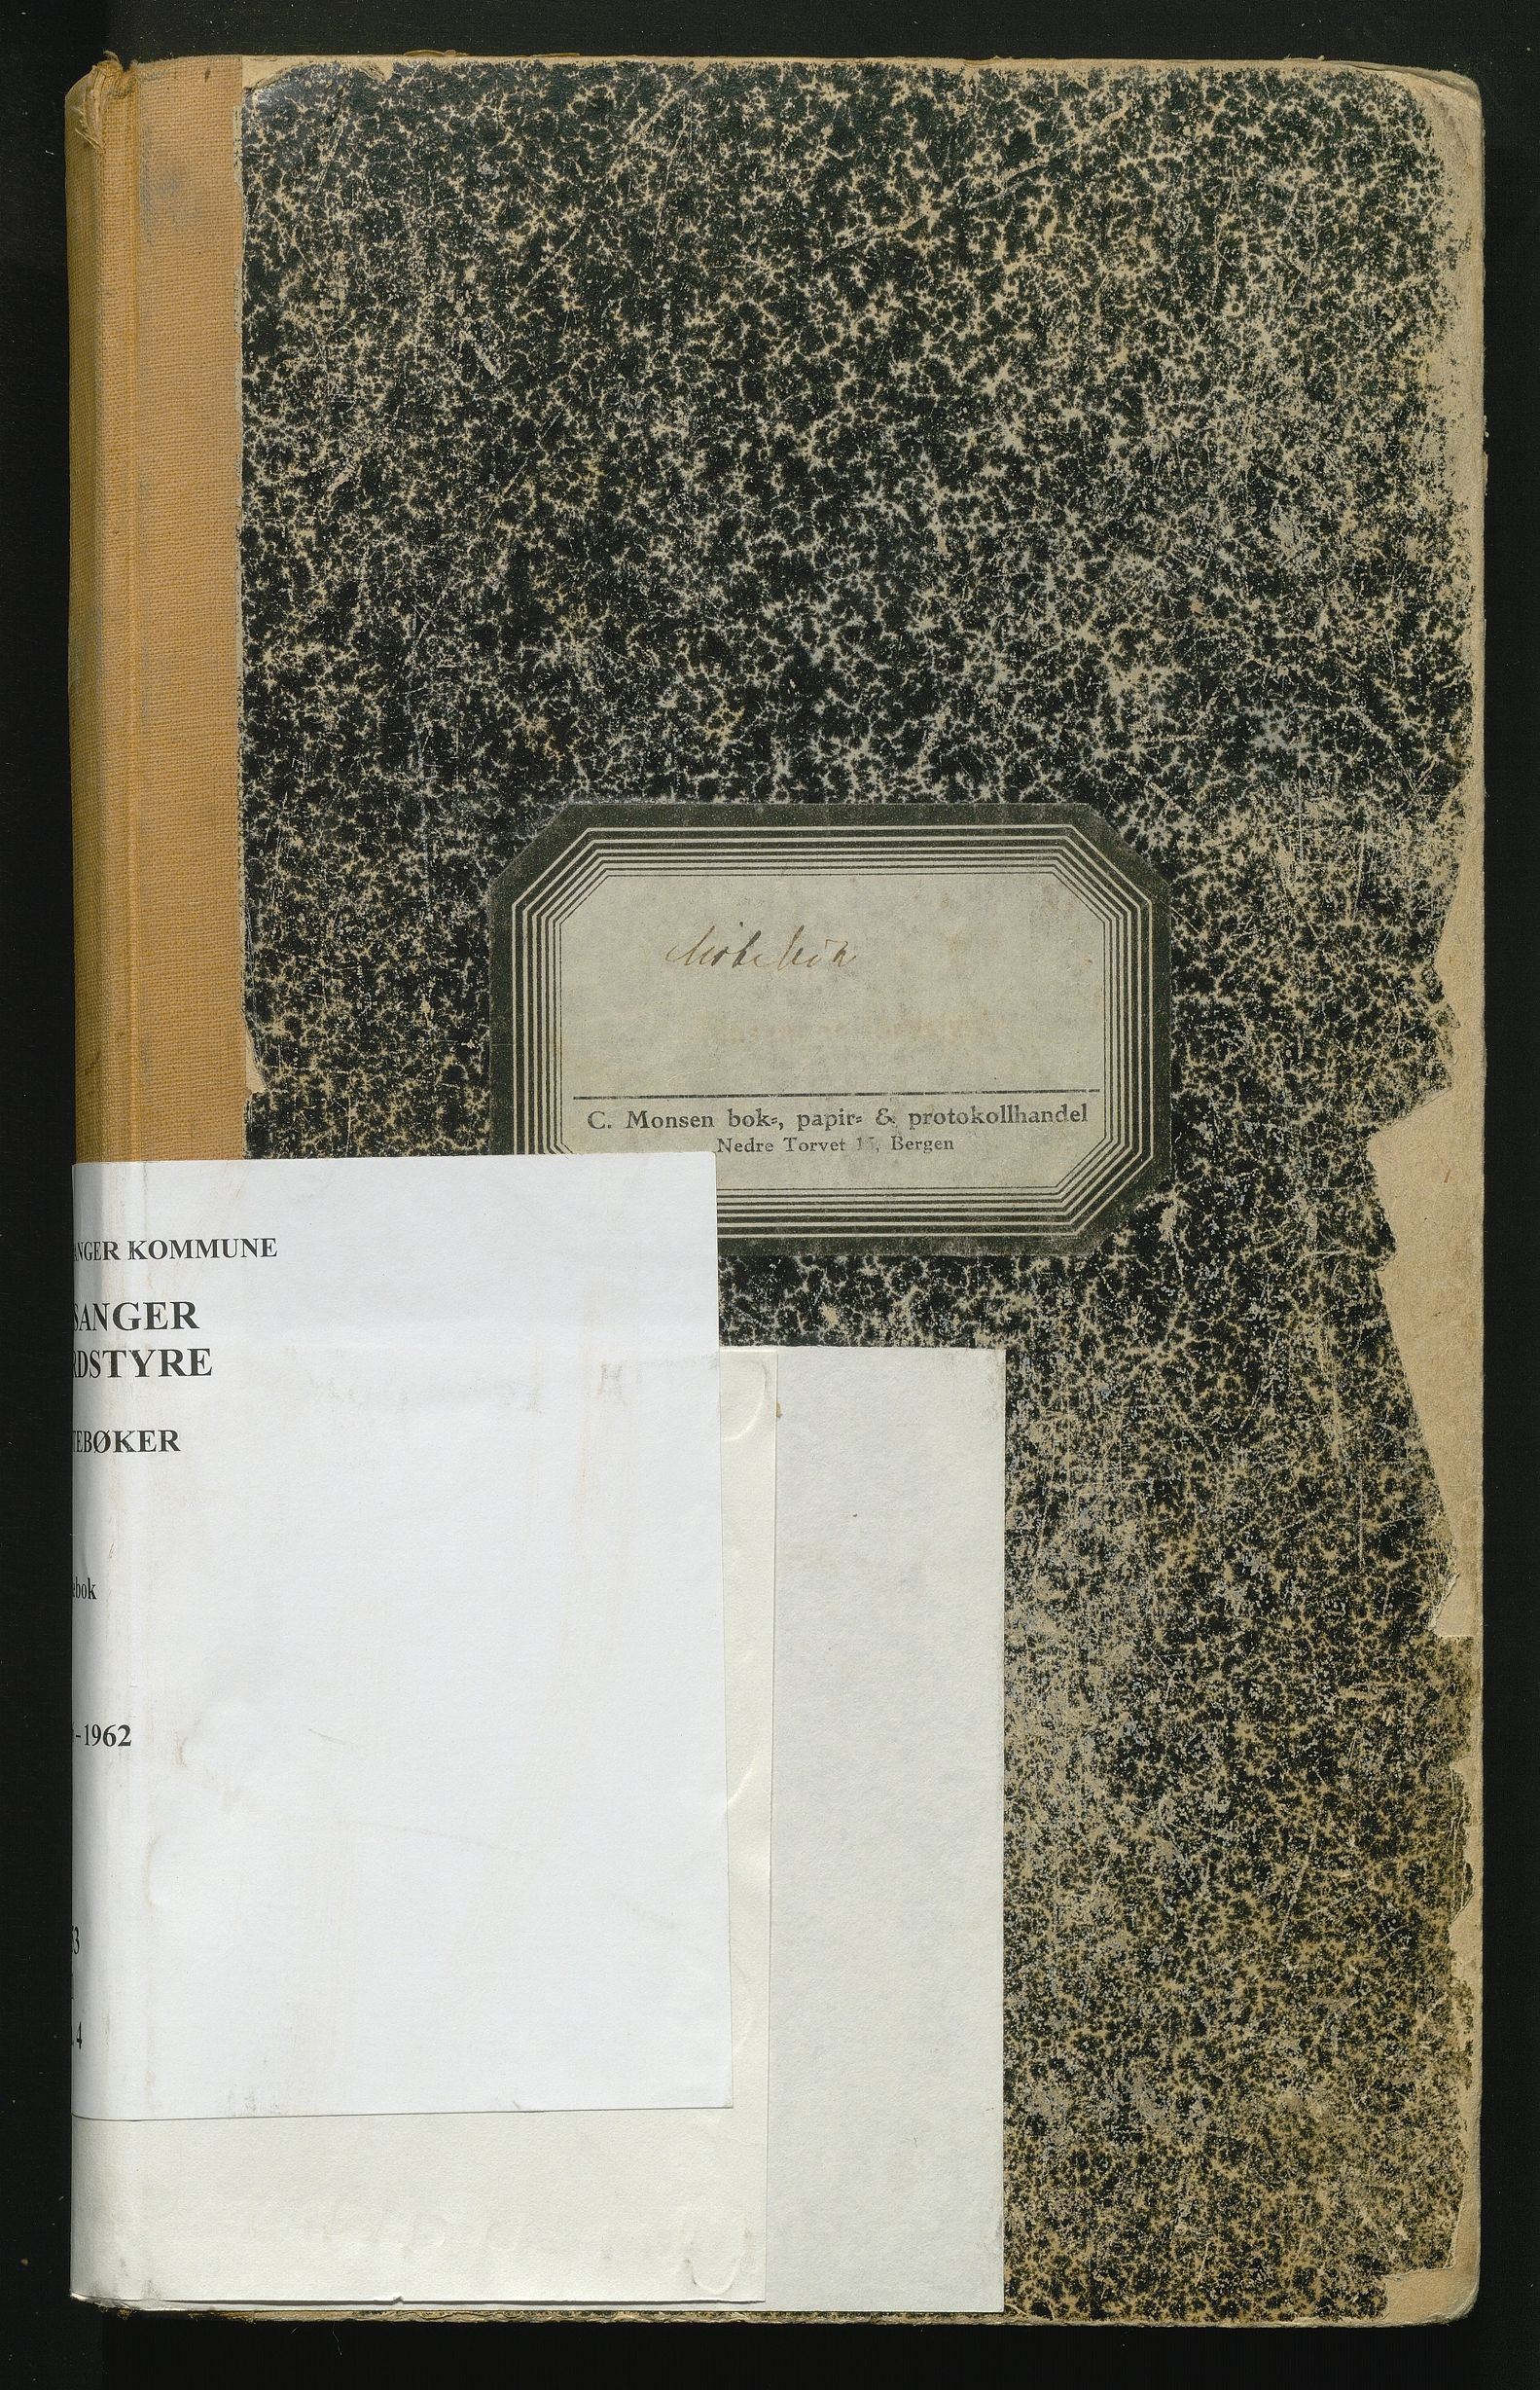 Møtebok
C. Monsen bok-, papir- & protokollhandel
Nedre Torvet 15, Bergen
ANGER KOMMUNE
SANGER
RDSTYRE
TEBØKER
ebok
-1962
3
4